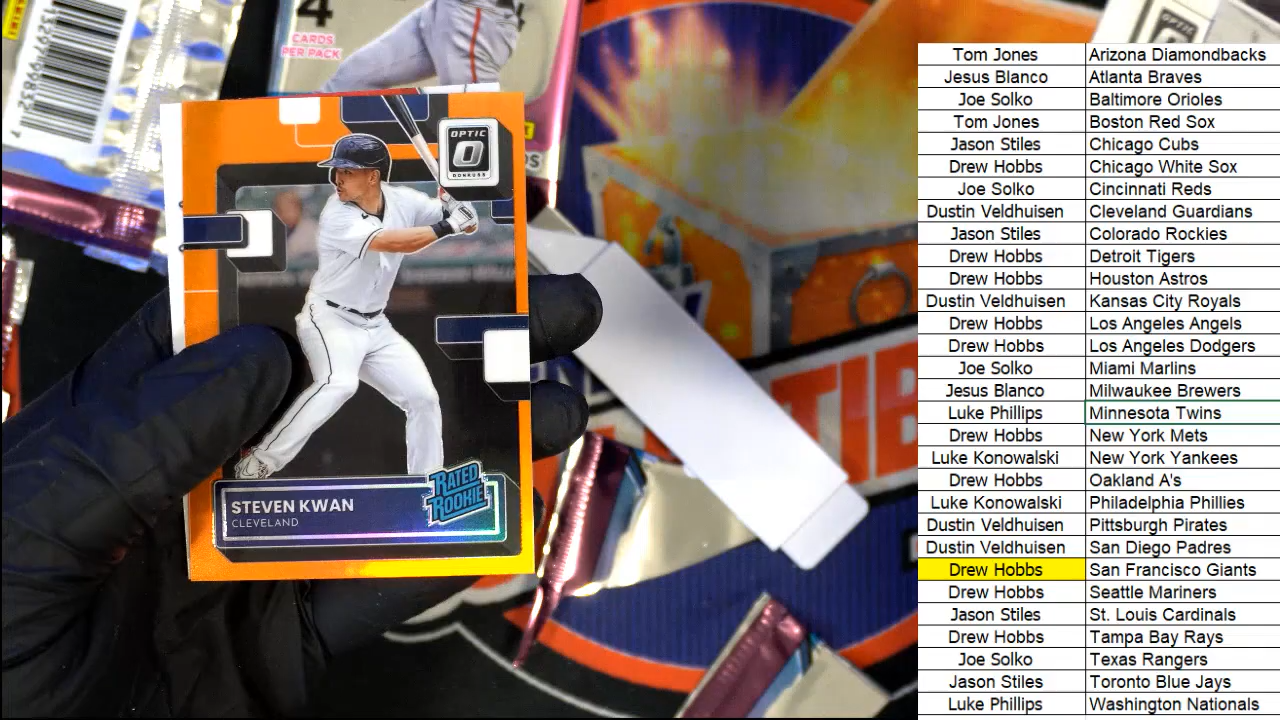 4
CARDS
PER PACK
OPTIC
DONRUSS
RATED
ROOKIE
STEVEN KWAN
CLEVELAND
Tom Jones Arizona Diamondbacks
Jesus Blanco Atlanta Braves
Joe Solko Baltimore Orioles
Tom Jones Boston Red Sox
Jason Stiles Chicago Cubs
Drew Hobbs Chicago White Sox
Joe Solko Cincinnati Reds
Dustin Veldhuisen Cleveland Guardians
Jason Stiles Colorado Rockies
Drew Hobbs Detroit Tigers
Drew Hobbs Houston Astros
Dustin Veldhuisen Kansas City Royals
Drew Hobbs Los Angeles Angels
Drew Hobbs Los Angeles Dodgers
Joe Solko Miami Marlins
Jesus Blanco Milwaukee Brewers
Luke Phillips Minnesota Twins
Drew Hobbs New York Mets
Luke Konowalski New York Yankees
Drew Hobbs Oakland A's
Luke Konowalski Philadelphia Phillies
Dustin Veldhuisen Pittsburgh Pirates
Dustin Veldhuisen San Diego Padres
Drew Hobbs San Francisco Giants
Drew Hobbs Seattle Mariners
Jason Stiles St. Louis Cardinals
Drew Hobbs Tampa Bay Rays
Joe Solko Texas Rangers
Jason Stiles Toronto Blue Jays
Luke Phillips Washington Nationals